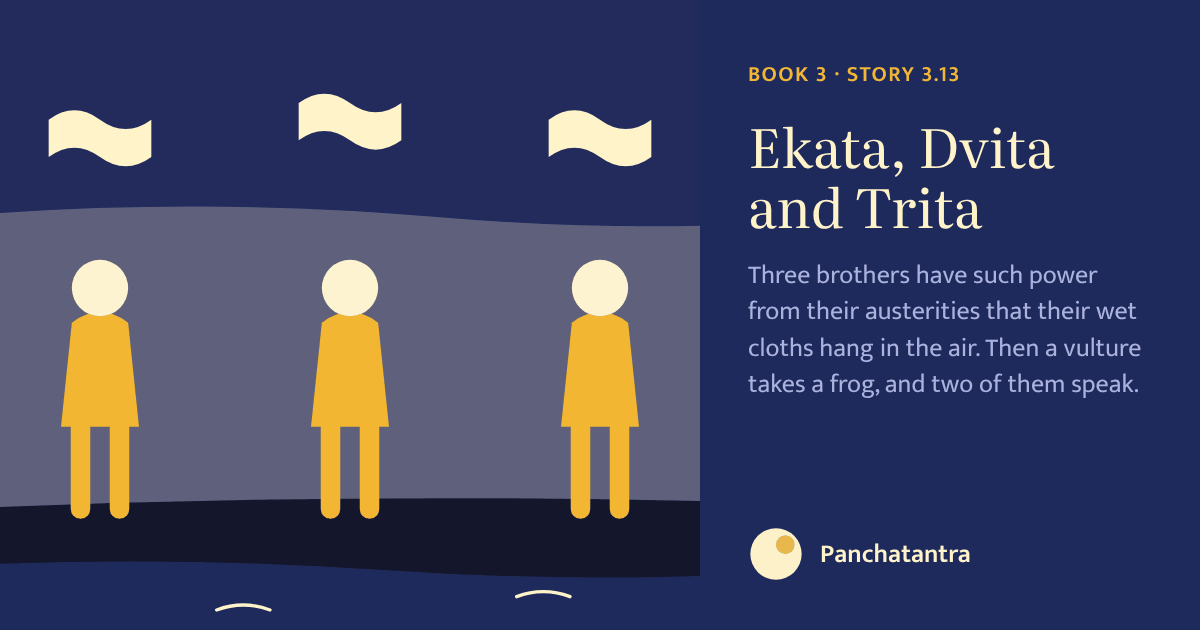 BOOK 3 · STORY 3.13
Ekata, Dvita
and Trita
Three brothers have such power
from their austerities that their wet
cloths hang in the air. Then a vulture
takes a frog, and two of them speak.
Panchatantra